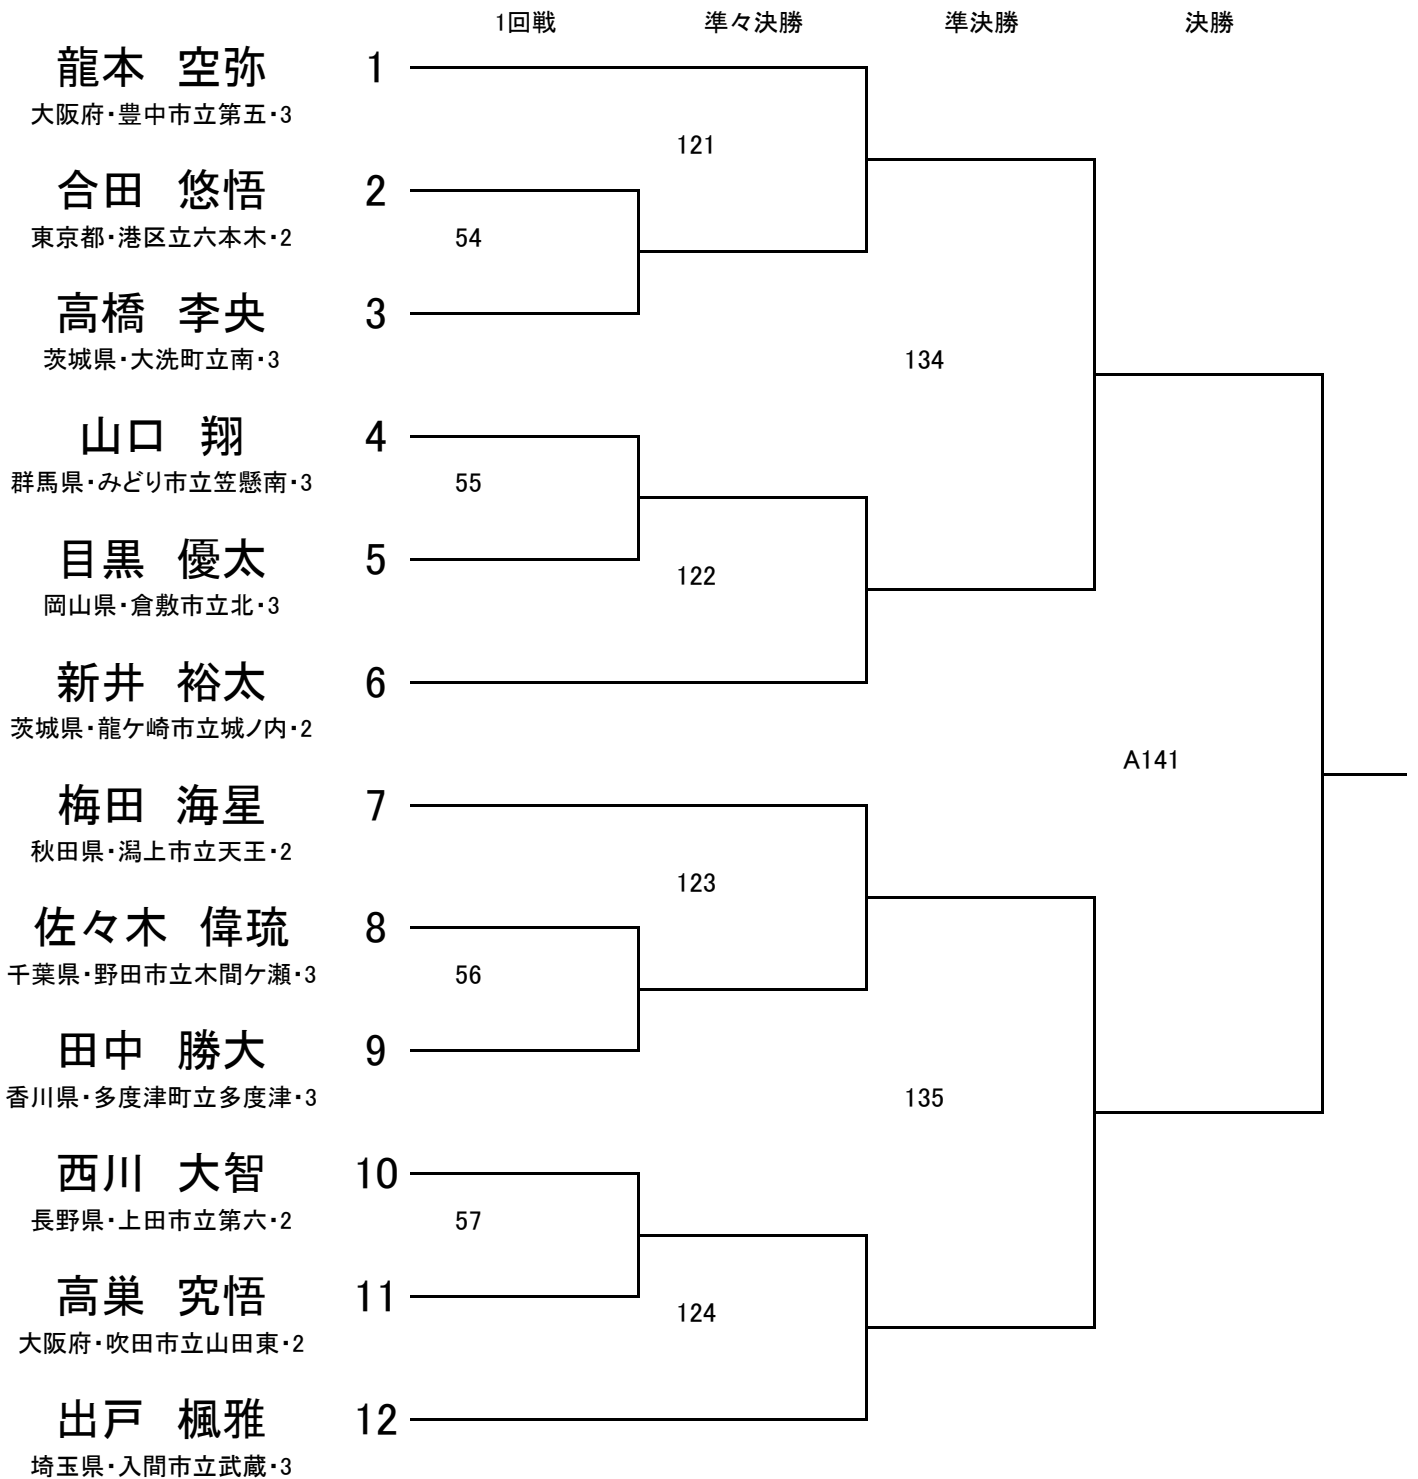 1回戦　準々決勝　準決勝　決勝
龍本　空弥 1
大阪府・豊中市立第五・3
121
合田　悠悟 2
東京都・港区立六本木・2
54
高橋　李央 3
茨城県・大洗町立南・3
134
山口　翔 4
群馬県・みどり市立笠懸南・3
55
目黒　優太 5
122
岡山県・倉敷市立北・3
新井　裕太 6
茨城県・龍ケ崎市立城ノ内・2
A141
梅田　海星 7
秋田県・潟上市立天王・2
123
佐々木　偉琉 8
千葉県・野田市立木間ケ瀬・3
56
田中　勝大 9
香川県・多度津町立多度津・3
135
西川　大智 10
長野県・上田市立第六・2
57
高巣　究悟 11
124
大阪府・吹田市立山田東・2
出戸　楓雅 12
埼玉県・入間市立武蔵・3